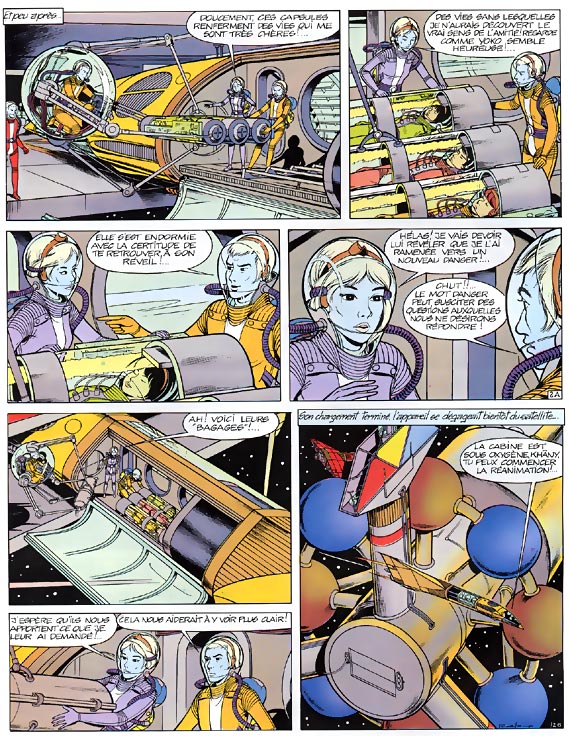 Et peu après...
DOUCEMENT, CES CAPSULES
RENFERMENT DES VIES QUI ME
SONT TRÈS CHÈRES !...
DES VIES SANS LESQUELLES
JE N'AURAIS DÉCOUVERT LE
VRAI SENS DE L'AMITIÉ! REGARDE
COMME YOKO SEMBLE
HEUREUSE !...
ELLE S'EST ENDORMIE
AVEC LA CERTITUDE DE
TE RETROUVER, À SON
RÉVEIL !...
HÉLAS! JE VAIS DEVOIR
LUI RÉVÉLER QUE JE L'AI
RAMENÉE VERS UN
NOUVEAU DANGER !...
CHUT !!...
LE MOT DANGER
PEUT SUSCITER DES
QUESTIONS AUXQUELLES
NOUS NE DÉSIRONS
RÉPONDRE !
12A
AH ! VOICI LEURS
"BAGAGES" !...
Son chargement terminé, l'appareil se dégageait bientôt du satellite...
LA CABINE EST
SOUS OXYGÈNE, KHÁNY,
TU PEUX COMMENCER
LA RÉANIMATION!...
J'ESPÈRE QU'ILS NOUS
APPORTENT CE QUE JE
LEUR AI DEMANDÉ !
CELA NOUS AIDERAIT À Y VOIR PLUS CLAIR !
12B